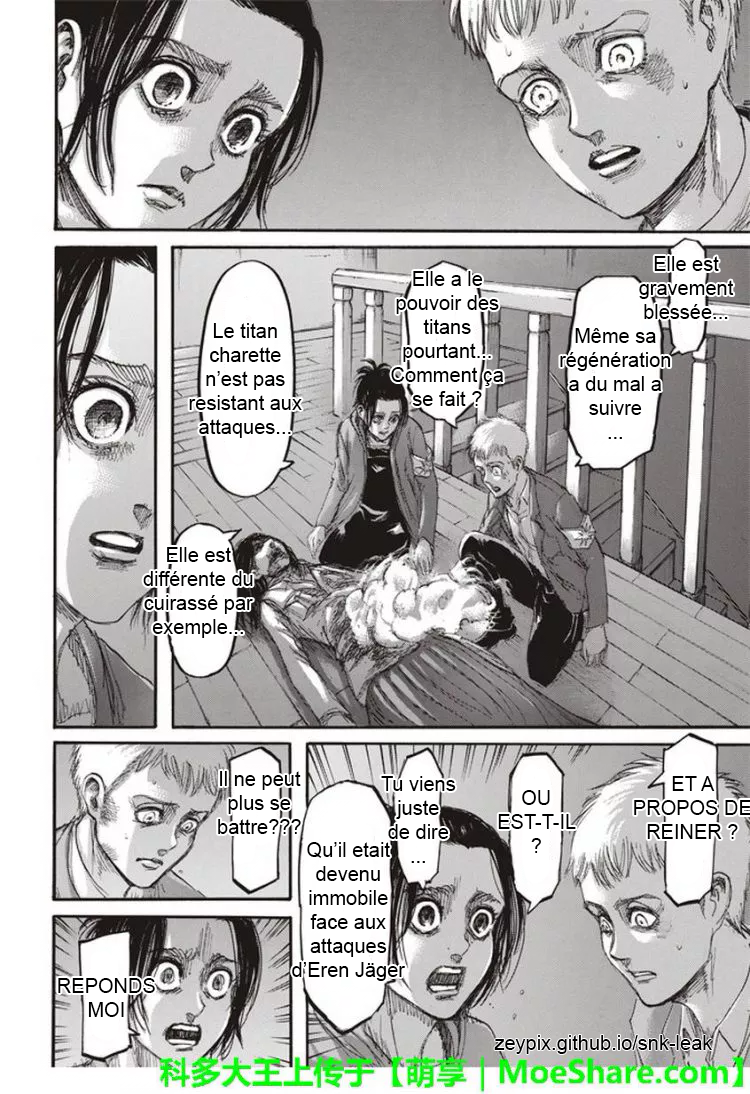 Elle est
gravement
blessée...
Même sa
régénération
a du mal a
suivre
...
Elle a le
pouvoir des
titans
pourtant...
Comment ça
se fait ?
Le titan
charette
n’est pas
resistant aux
attaques...
Elle est
différente du
cuirassé par
exemple...
ET A
PROPOS DE
REINER ?
OU
EST-T-IL
?
Tu viens
juste
de dire
...
Qu’il etait
devenu
immobile
face aux
attaques
d’Eren Jäger
Il ne peut
plus se
battre???
REPONDS
MOI
zeypix.github.io/snk-leak
科多大王上传于【萌享｜MoeShare.com】